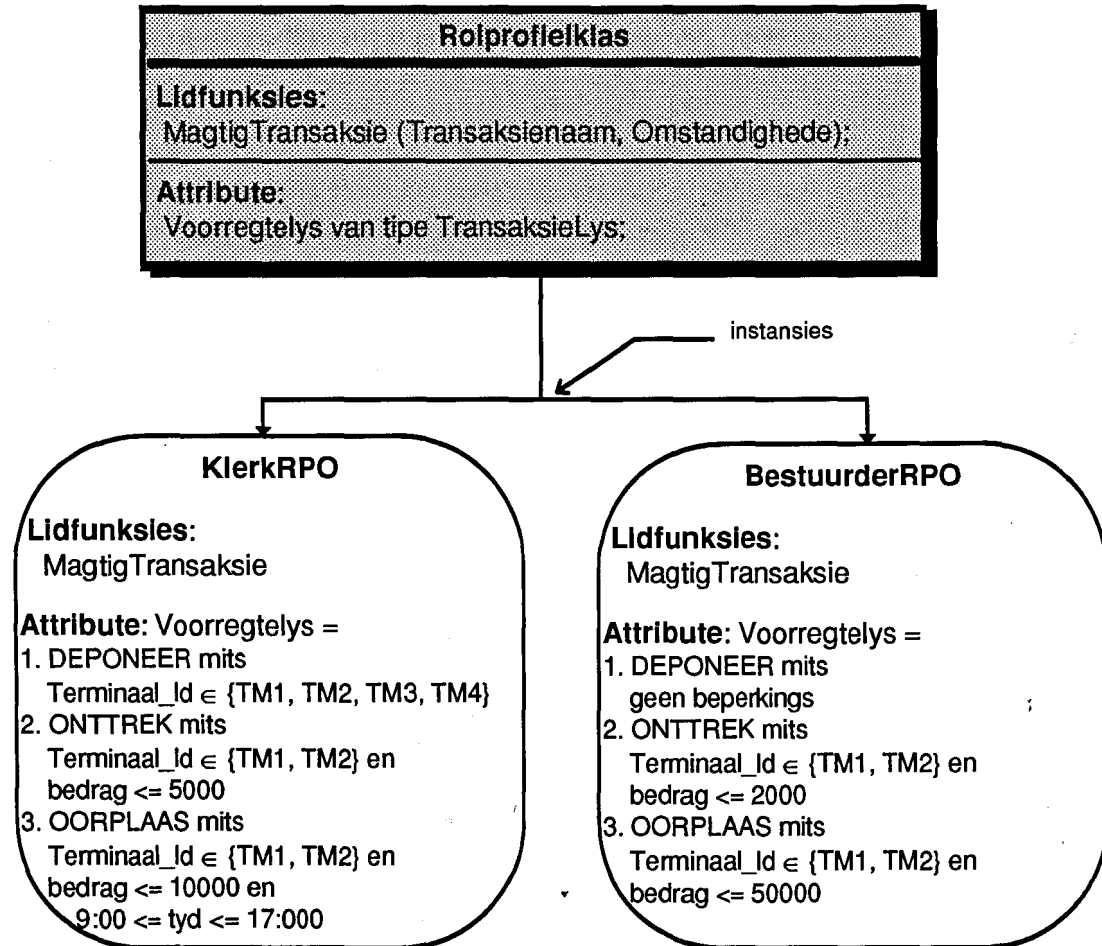 Rolprofielklas
Lidfunksies:
MagtigTransaksie (Transaksienaam, Omstandighede);
Attribute:
Voorregtelys van tipe TransaksieLys;
instansies
KlerkRPO
Lidfunksies:
MagtigTransaksie
Attribute: Voorregtelys =
1. DEPONEER mits
Terminaal_Id ∈ {TM1, TM2, TM3, TM4}
2. ONTTREK mits
Terminaal_Id ∈ {TM1, TM2} en
bedrag <= 5000
3. OORPLAAS mits
Terminaal_Id ∈ {TM1, TM2} en
bedrag <= 10000 en
9:00 <= tyd <= 17:000
BestuurderRPO
Lidfunksies:
MagtigTransaksie
Attribute: Voorregtelys =
1. DEPONEER mits
geen beperkings
2. ONTTREK mits
Terminaal_Id ∈ {TM1, TM2} en
bedrag <= 2000
3. OORPLAAS mits
Terminaal_Id ∈ {TM1, TM2} en
bedrag <= 50000